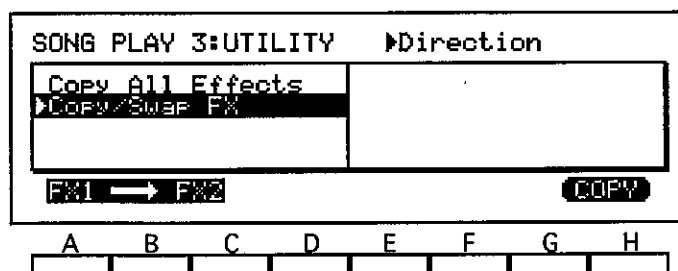 SONG PLAY 3:UTILITY ▶Direction
Copy All Effects
▶Copy/Swap FX
FX1 → FX2 COPY
A B C D E F G H